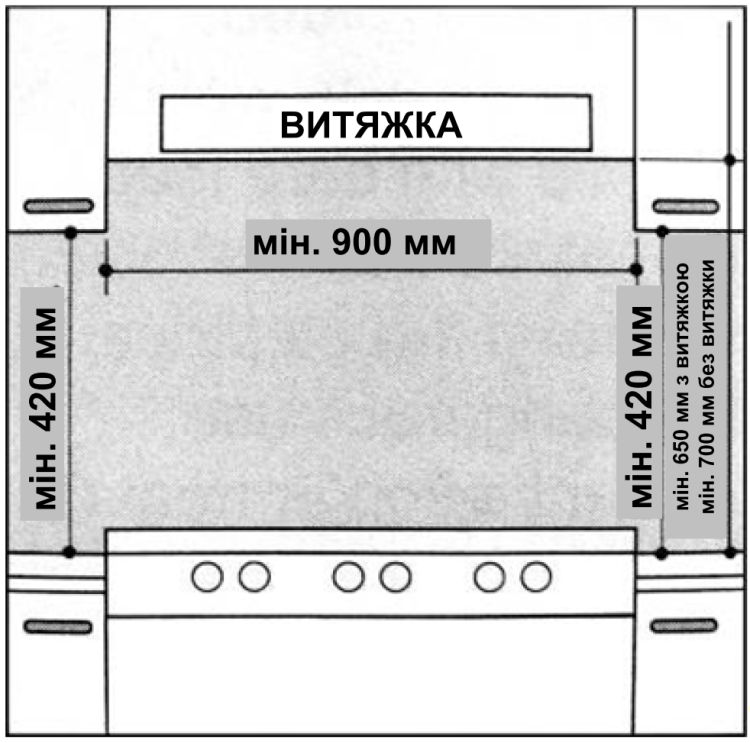 ВИТЯЖКА
мін. 900 мм
мін. 420 мм
мін. 420 мм
мін. 650 мм з витяжкою
мін. 700 мм без витяжки